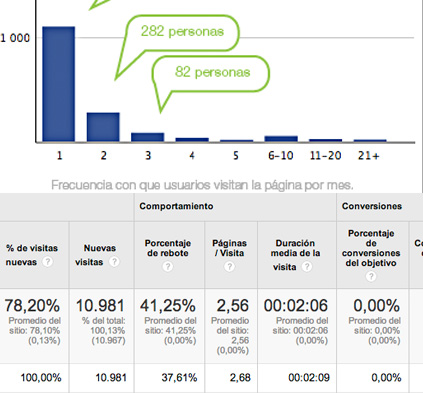 282 personas
1 000
82 personas
1 2 3 4 5 6-10 11-20 21+
Frecuencia con que usuarios visitan la página por mes.
Comportamiento Conversiones
% de visitas nuevas ? Nuevas visitas ? Porcentaje de rebote ? Páginas / Visita ? Duración media de la visita ? Porcentaje de conversiones del objetivo ?
78,20% 10.981 41,25% 2,56 00:02:06 0,00%
Promedio del sitio: 78,10% (0,13%) % del total: 100,13% (10.967) Promedio del sitio: 41,25% (0,00%) Promedio del sitio: 2,56 (0,00%) Promedio del sitio: 00:02:06 (0,00%) Promedio del sitio: 0,00% (0,00%)
100,00% 10.981 37,61% 2,68 00:02:09 0,00%